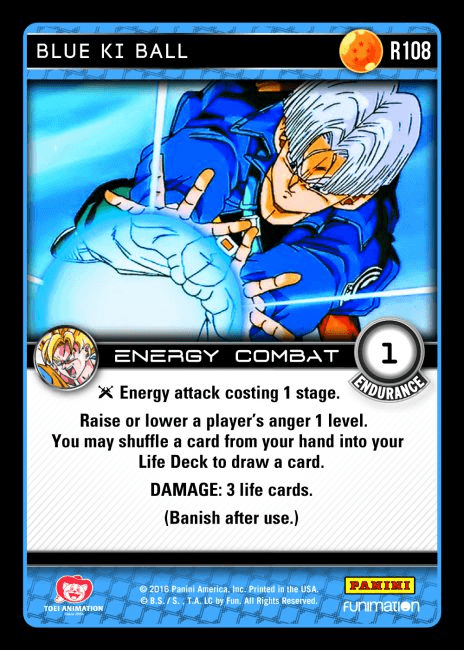 BLUE KI BALL
R108
ENERGY COMBAT
1
ENDURANCE
Energy attack costing 1 stage.
Raise or lower a player's anger 1 level.
You may shuffle a card from your hand into your
Life Deck to draw a card.
DAMAGE: 3 life cards.
(Banish after use.)
TOEI ANIMATION
© 2016 Panini America, Inc. Printed in the USA.
© B.S. / S. , T.A. LC by Fun. All Rights Reserved.
PANINI
FUNIMATION